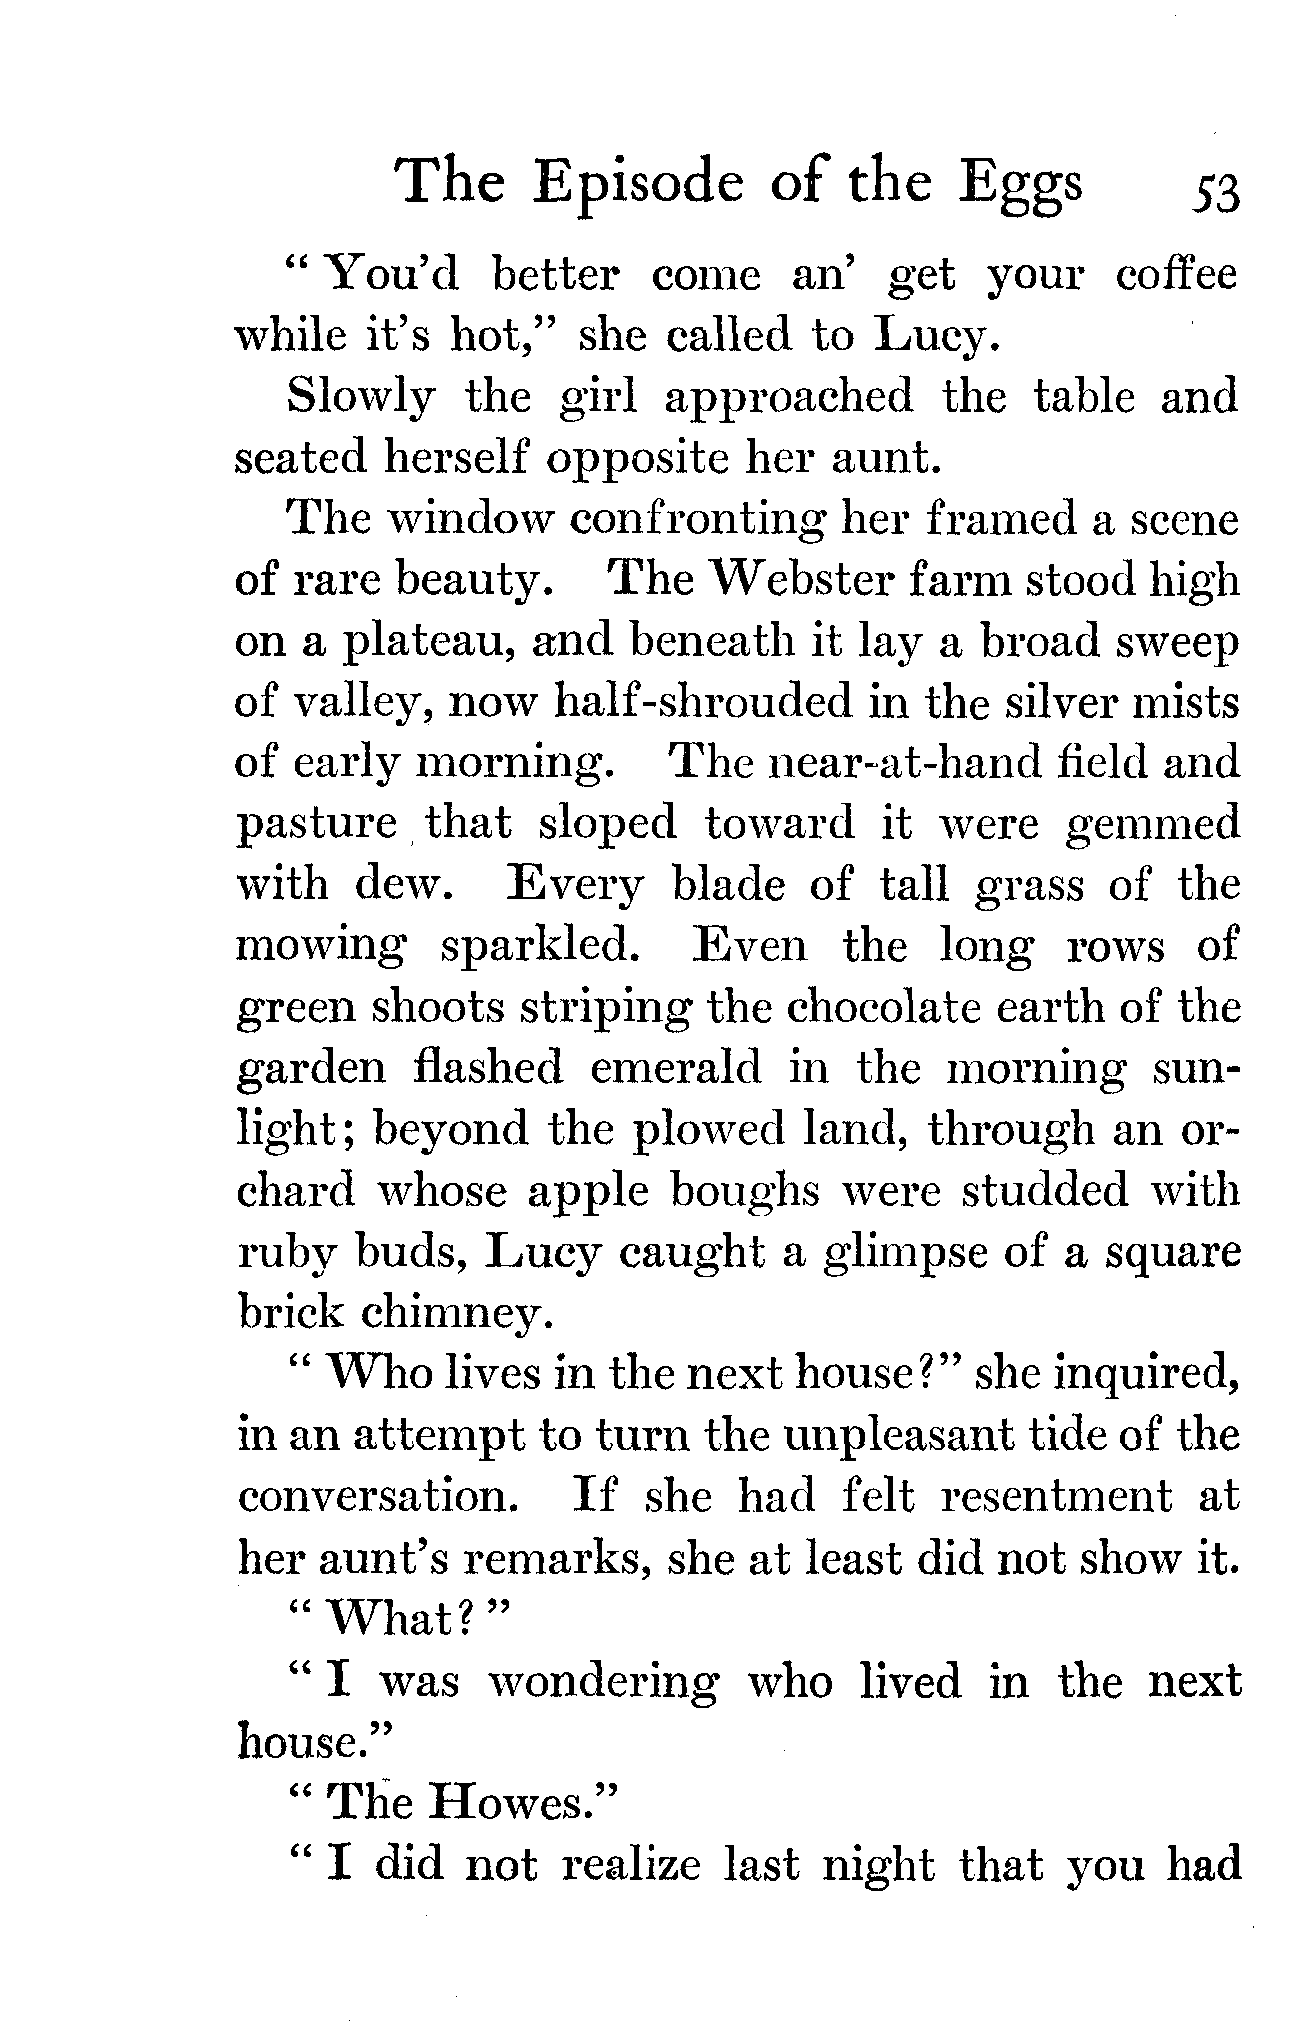 The Episode of the Eggs 53
“ You’d better come an’ get your coffee
while it’s hot,” she called to Lucy.
Slowly the girl approached the table and
seated herself opposite her aunt.
The window confronting her framed a scene
of rare beauty. The Webster farm stood high
on a plateau, and beneath it lay a broad sweep
of valley, now half-shrouded in the silver mists
of early morning. The near-at-hand field and
pasture that sloped toward it were gemmed
with dew. Every blade of tall grass of the
mowing sparkled. Even the long rows of
green shoots striping the chocolate earth of the
garden flashed emerald in the morning sun-
light; beyond the plowed land, through an or-
chard whose apple boughs were studded with
ruby buds, Lucy caught a glimpse of a square
brick chimney.
“ Who lives in the next house?” she inquired,
in an attempt to turn the unpleasant tide of the
conversation. If she had felt resentment at
her aunt’s remarks, she at least did not show it.
“ What? ”
“ I was wondering who lived in the next
house.”
“ The Howes.”
“ I did not realize last night that you had